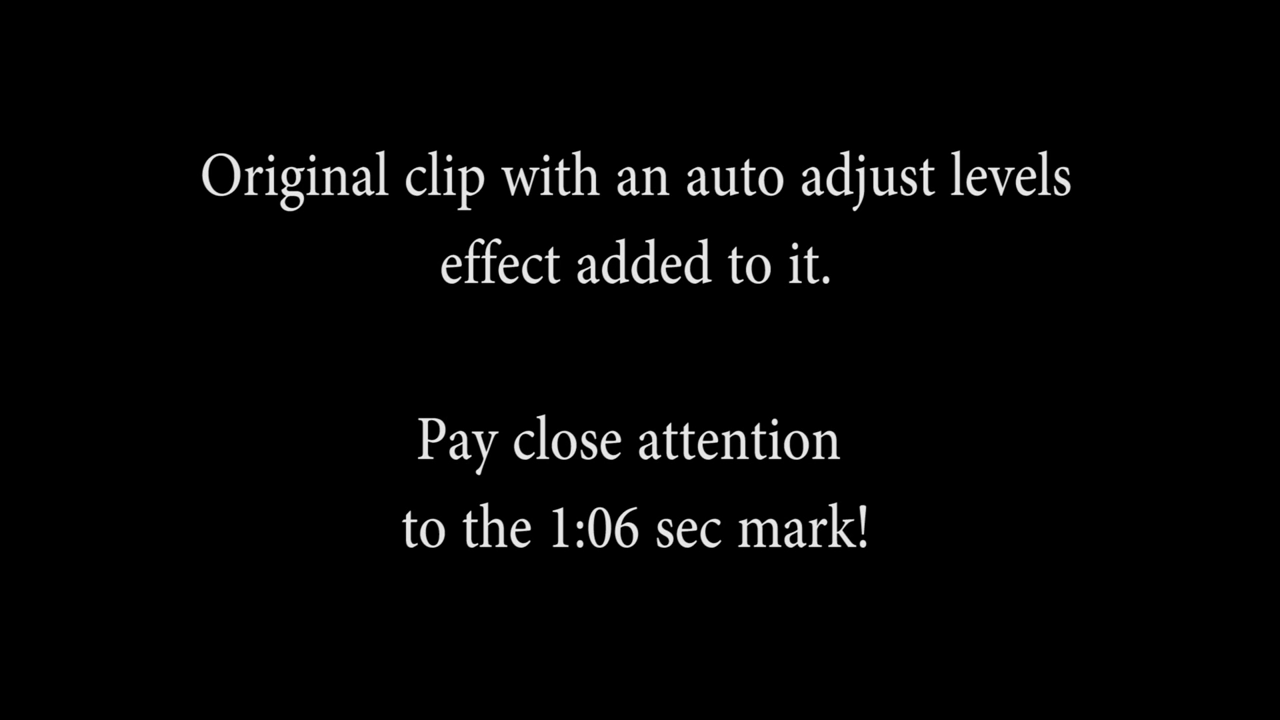 Original clip with an auto adjust levels
effect added to it.
Pay close attention
to the 1:06 sec mark!